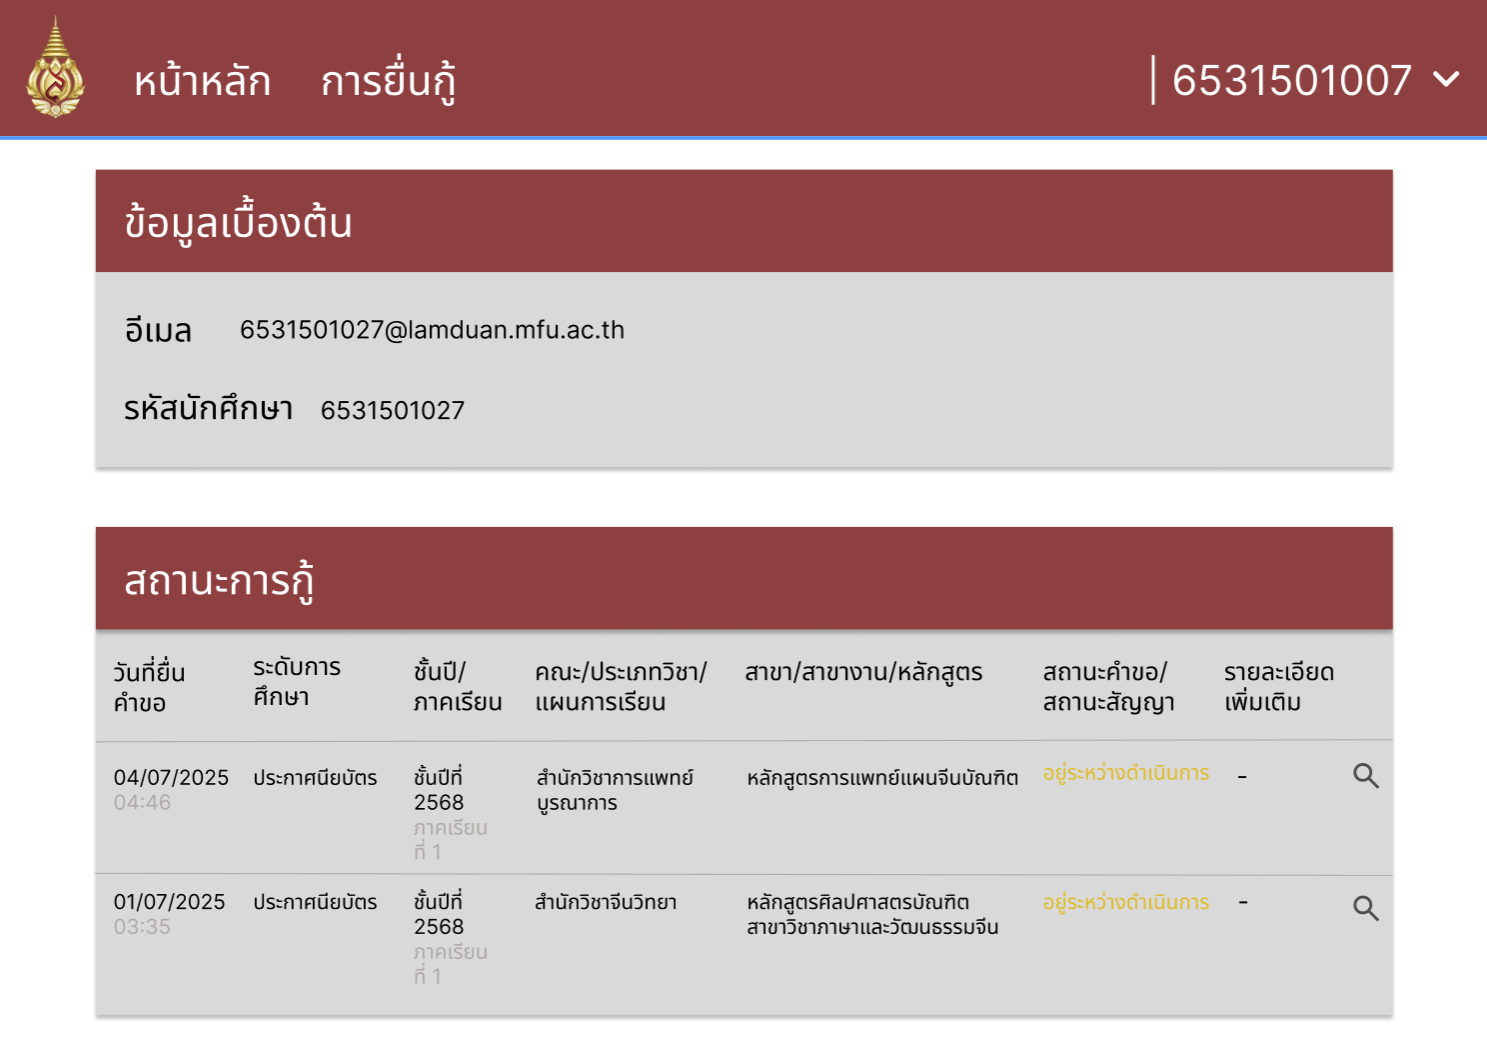 หน้าหลัก การยื่นกู้ 6531501007
ข้อมูลเบื้องต้น
อีเมล 6531501027@lamduan.mfu.ac.th
รหัสนักศึกษา 6531501027
สถานะการกู้
วันที่ยื่น ระดับการ ชั้นปี/ คณะ/ประเภทวิชา/ สาขา/สาขางาน/หลักสูตร สถานะคำขอ/ รายละเอียด
คำขอ ศึกษา ภาคเรียน แผนการเรียน สถานะสัญญา เพิ่มเติม
04/07/2025 ประกาศนียบัตร ชั้นปีที่ สำนักวิชาการแพทย์ หลักสูตรการแพทย์แผนจีนบัณฑิต อยู่ระหว่างดำเนินการ -
04:46 2568 บูรณาการ
ภาคเรียน
ที่ 1
01/07/2025 ประกาศนียบัตร ชั้นปีที่ สำนักวิชาจีนวิทยา หลักสูตรศิลปศาสตรบัณฑิต อยู่ระหว่างดำเนินการ -
03:35 2568 สาขาวิชาภาษาและวัฒนธรรมจีน
ภาคเรียน
ที่ 1